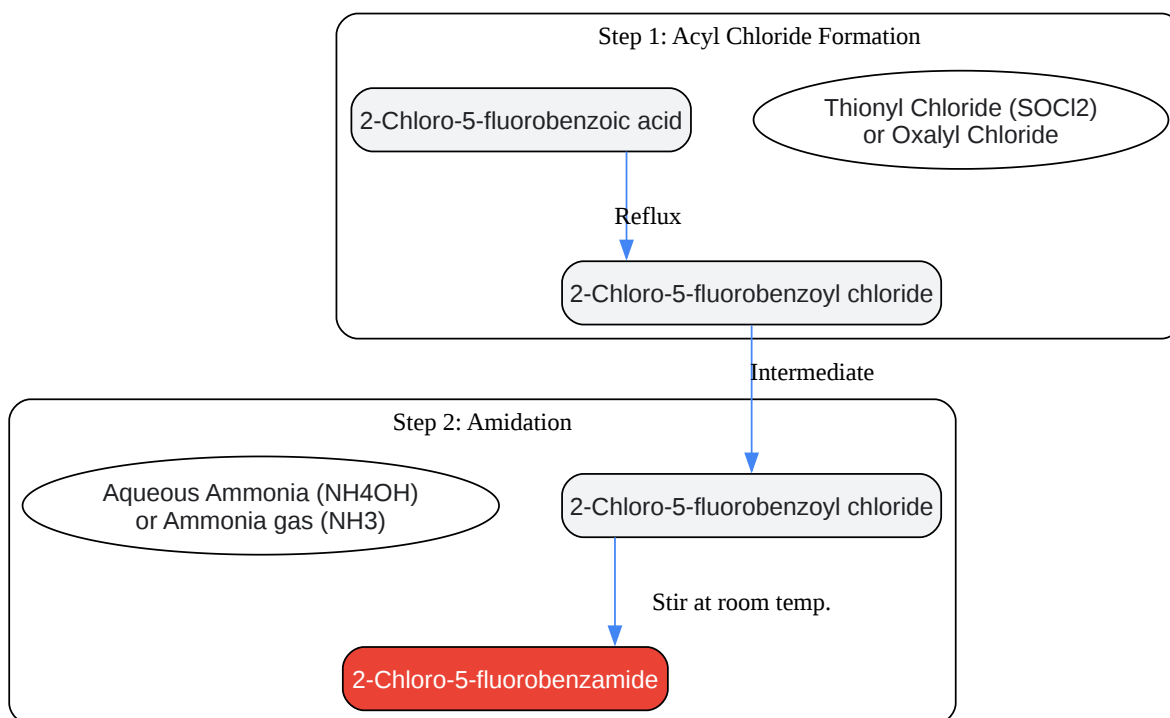 Step 1: Acyl Chloride Formation
2-Chloro-5-fluorobenzoic acid
Thionyl Chloride (SOCl2)
or Oxalyl Chloride
Reflux
2-Chloro-5-fluorobenzoyl chloride
Intermediate
Step 2: Amidation
Aqueous Ammonia (NH4OH)
or Ammonia gas (NH3)
2-Chloro-5-fluorobenzoyl chloride
Stir at room temp.
2-Chloro-5-fluorobenzamide